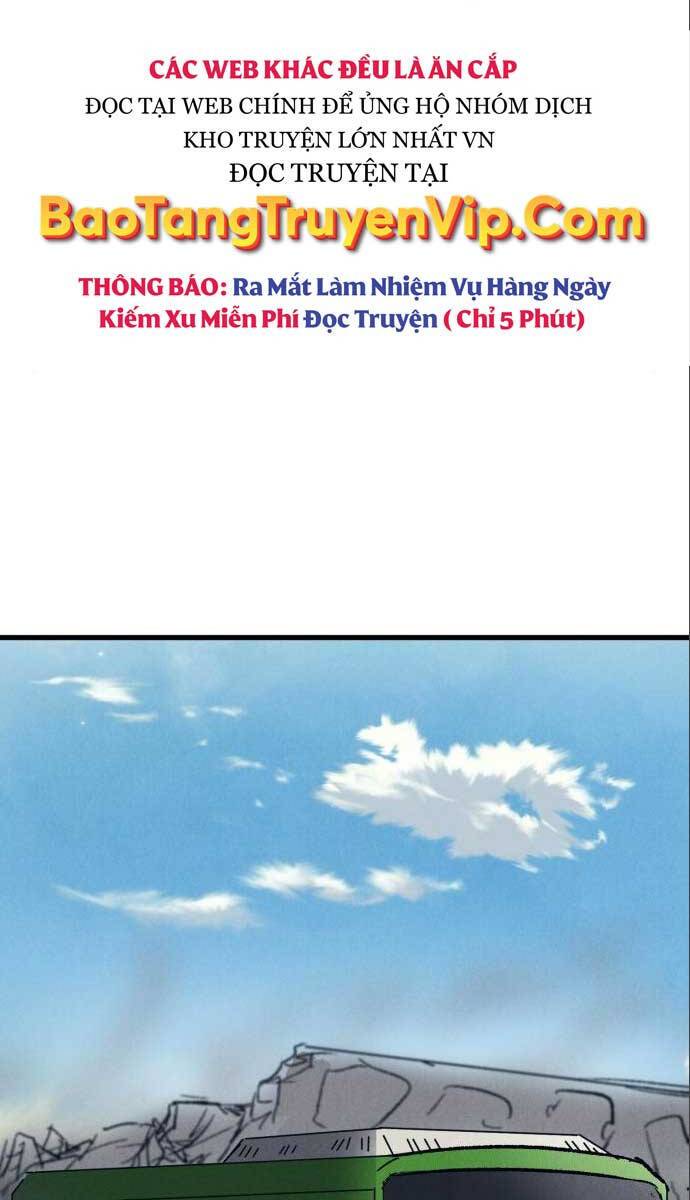 CÁC WEB KHÁC ĐỀU LÀ ĂN CẮP
ĐỌC TẠI WEB CHÍNH ĐỂ ỦNG HỘ NHÓM DỊCH
KHO TRUYỆN LỚN NHẤT VN
ĐỌC TRUYỆN TẠI
BaoTangTruyenVip.Com
THÔNG BÁO: Ra Mắt Làm Nhiệm Vụ Hàng Ngày
Kiếm Xu Miễn Phí Đọc Truyện ( Chỉ 5 Phút)